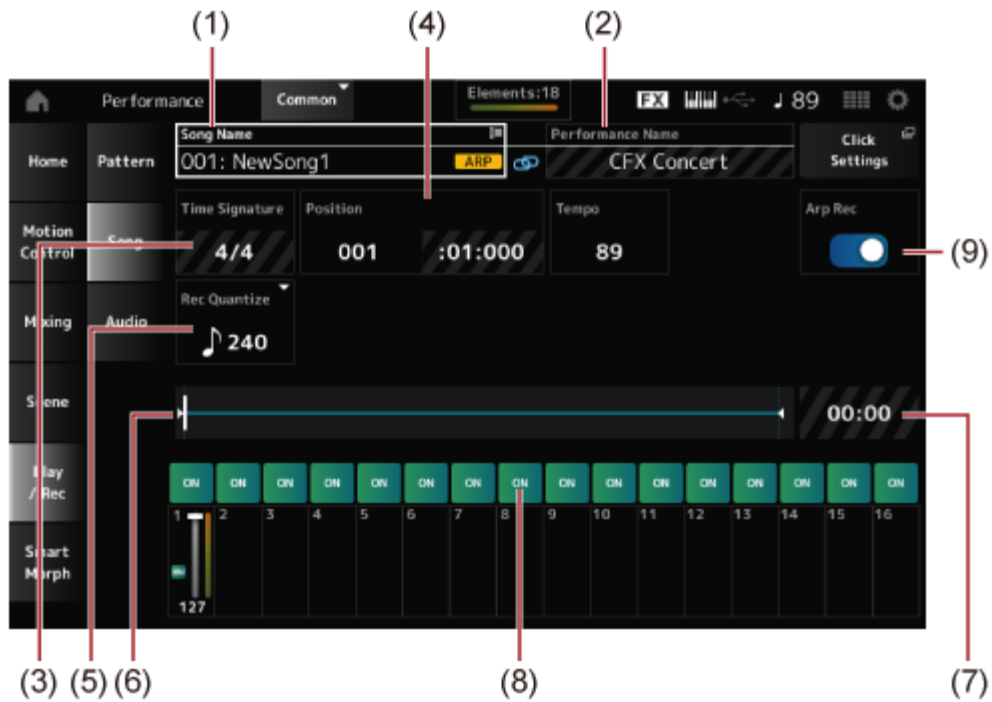 (1) (4) (2)
Performance Common Elements:18 FX ♩ 89
Song Name Performance Name Click Settings
Home Pattern 001: NewSong1 ARP CFX Concert
Time Signature Position Tempo Arp Rec
Motion Control Song 4/4 001 :01:000 89 (9)
Rec Quantize
Mixing Audio ♪ 240
Scene 00:00
Play / Rec ON ON ON ON ON ON ON ON ON ON ON ON ON ON ON ON
1 2 3 4 5 6 7 8 9 10 11 12 13 14 15 16
Smart Morph
127
(3) (5) (6) (8) (7)